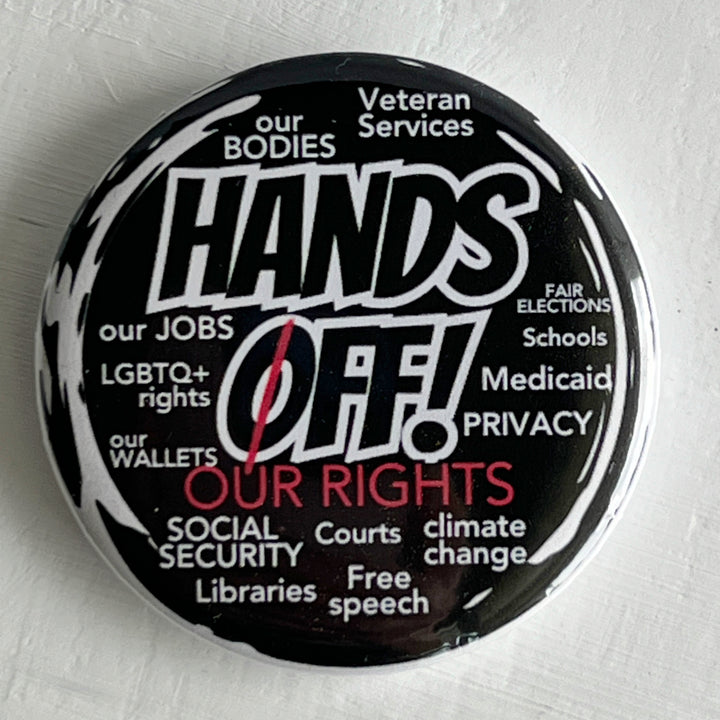 Veteran
Services
our
BODIES
HANDS
OFF!
FAIR
ELECTIONS
our JOBS
Schools
LGBTQ+
rights
Medicaid
PRIVACY
our
WALLETS
OUR RIGHTS
SOCIAL
SECURITY
Courts
climate
change
Libraries
Free
speech